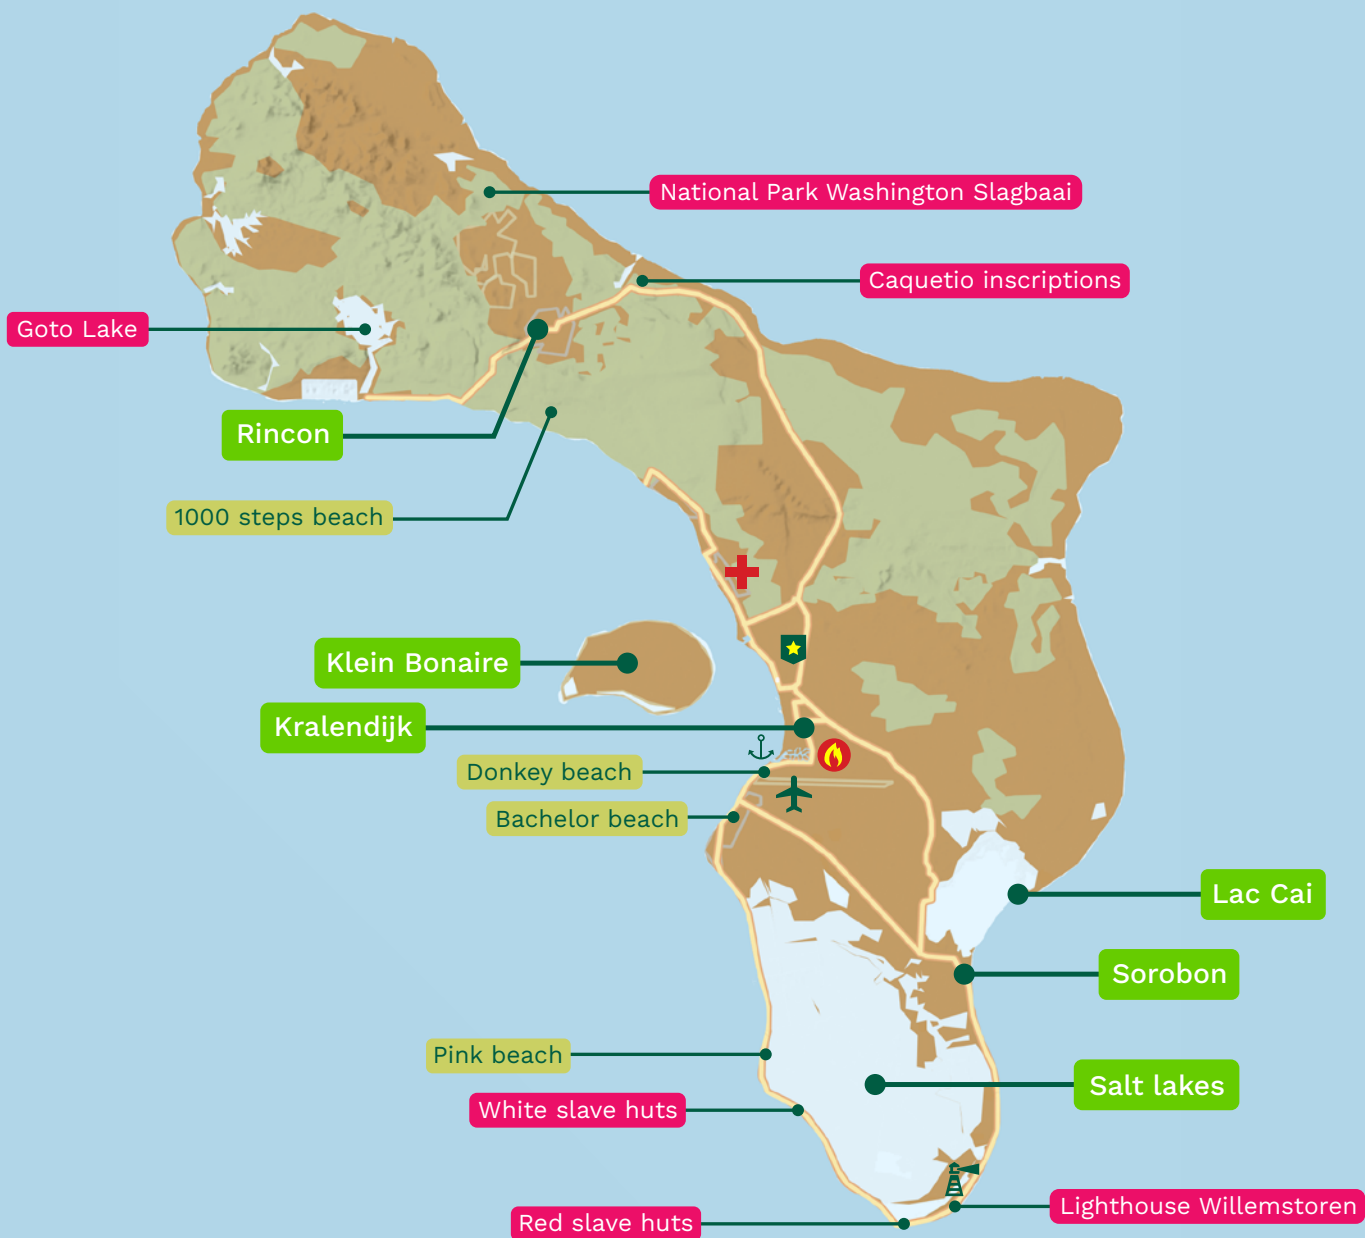 National Park Washington Slagbaai
Caquetio inscriptions
Goto Lake
Rincon
1000 steps beach
Klein Bonaire
Kralendijk
Donkey beach
Bachelor beach
Lac Cai
Sorobon
Pink beach
Salt lakes
White slave huts
Lighthouse Willemstoren
Red slave huts